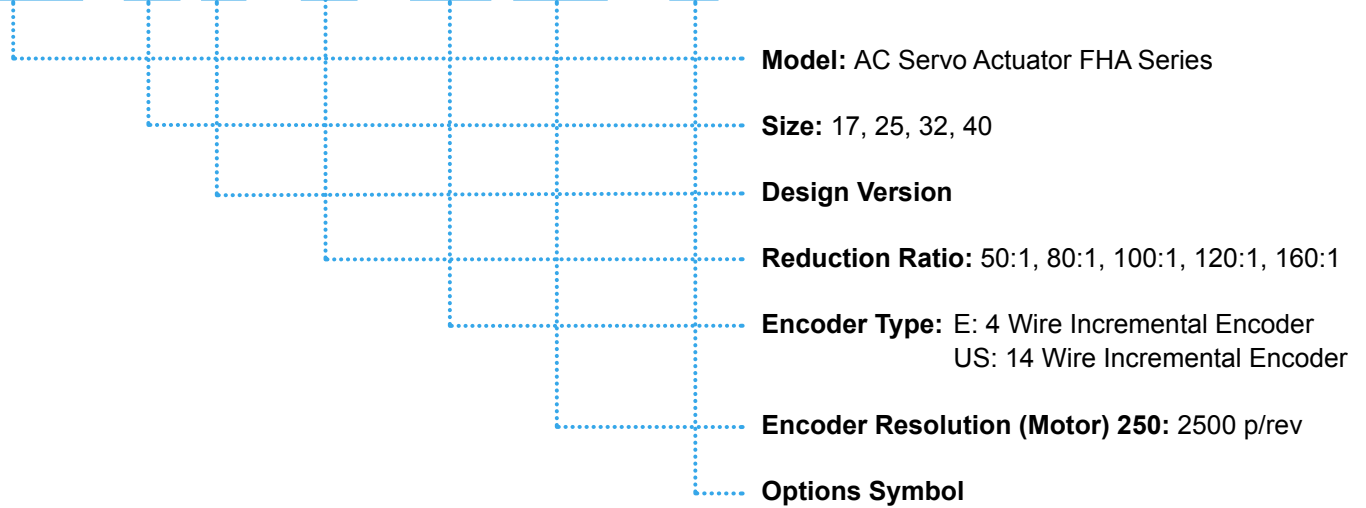 Model: AC Servo Actuator FHA Series
Size: 17, 25, 32, 40
Design Version
Reduction Ratio: 50:1, 80:1, 100:1, 120:1, 160:1
Encoder Type: E: 4 Wire Incremental Encoder
US: 14 Wire Incremental Encoder
Encoder Resolution (Motor) 250: 2500 p/rev
Options Symbol